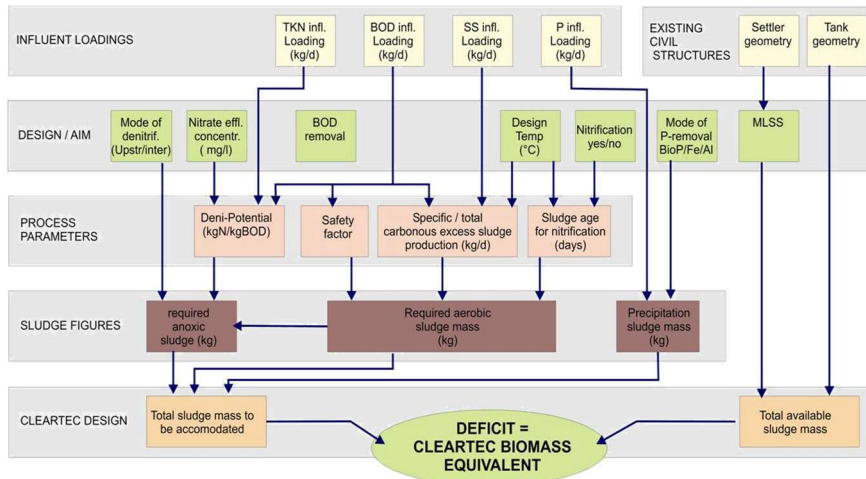 INFLUENT LOADINGS
TKN infl.
Loading
(kg/d)
BOD infl.
Loading
(kg/d)
SS infl.
Loading
(kg/d)
P infl.
Loading
(kg/d)
EXISTING
CIVIL
STRUCTURES
Settler
geometry
Tank
geometry
DESIGN / AIM
Mode of
denitrif.
(Upstr/inter)
Nitrate effl.
concentr.
( mg/l)
BOD
removal
Design
Temp
(°C)
Nitrification
yes/no
Mode of
P-removal
BioP/Fe/Al
MLSS
PROCESS
PARAMETERS
Deni-Potential
(kgN/kgBOD)
Safety
factor
Specific / total
carbonous excess sludge
production (kg/d)
Sludge age
for nitrification
(days)
SLUDGE FIGURES
required
anoxic
sludge (kg)
Required aerobic
sludge mass
(kg)
Precipitation
sludge mass
(kg)
CLEARTEC DESIGN
Total sludge mass to
be accomodated
DEFICIT =
CLEARTEC BIOMASS
EQUIVALENT
Total available
sludge mass